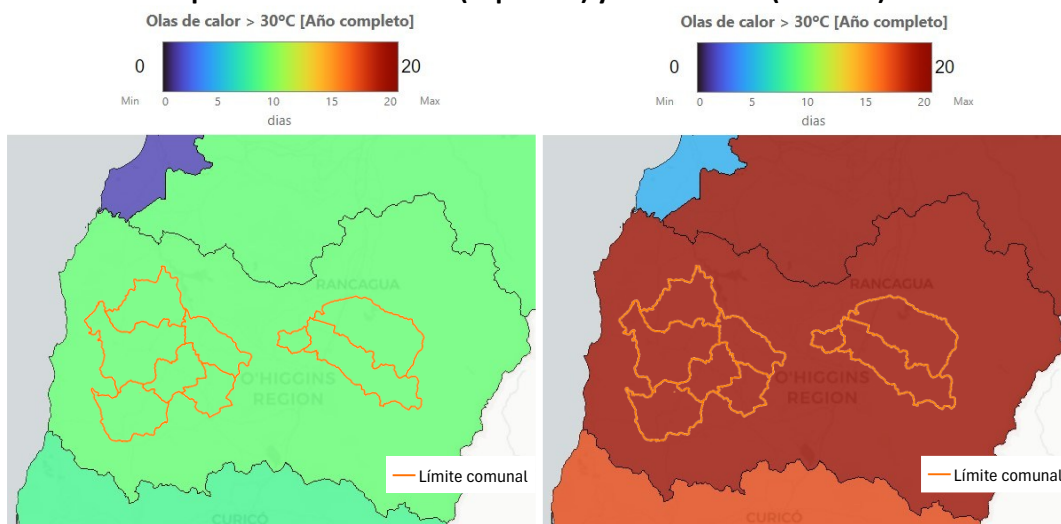 Olas de calor > 30ºC [Año completo]
0 20
Min 0 5 10 15 20 Max
dias
RANCAGUA
O'HIGGINS
REGION
Límite comunal
CURICÓ
Olas de calor > 30ºC [Año completo]
0 20
Min 0 5 10 15 20 Max
dias
RANCAGUA
O'HIGGINS
REGION
Límite comunal
CURICÓ